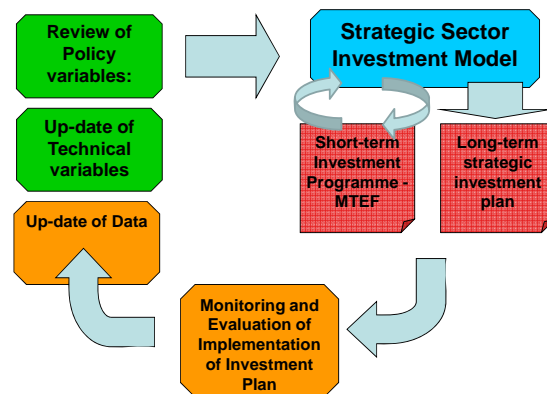 Review of
Policy
variables:
Up-date of
Technical
variables
Up-date of Data
Strategic Sector
Investment Model
Short-term
Investment
Programme -
MTEF
Long-term
strategic
investment
plan
Monitoring and
Evaluation of
Implementation
of Investment
Plan